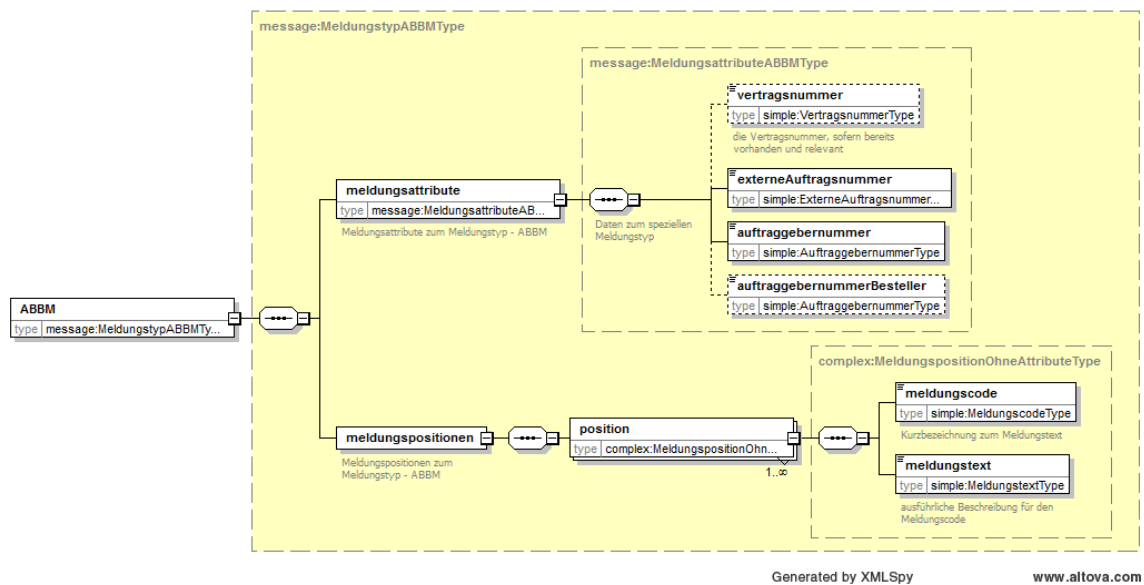 message:MeldungstypABBMType
message:MeldungsattributeABBMType
vertragsnummer
type simple:VertragsnummerType
die Vertragsnummer, sofern bereits
vorhanden und relevant
meldungsattribute
type message:MeldungsattributeAB...
Meldungsattribute zum Meldungstyp - ABBM
Daten zum speziellen
Meldungstyp
externeAuftragsnummer
type simple:ExterneAuftragsnummer...
auftraggebernummer
type simple:AuftraggebernummerType
auftraggebernummerBesteller
type simple:AuftraggebernummerType
ABBM
type message:MeldungstypABBMTy...
complex:MeldungspositionOhneAttributeType
meldungspositionen
Meldungspositionen zum
Meldungstyp - ABBM
position
type complex:MeldungspositionOhn...
1..∞
meldungscode
type simple:MeldungscodeType
Kurzbezeichnung zum Meldungstext
meldungstext
type simple:MeldungstextType
ausführliche Beschreibung für den
Meldungscode
Generated by XMLSpy www.altova.com